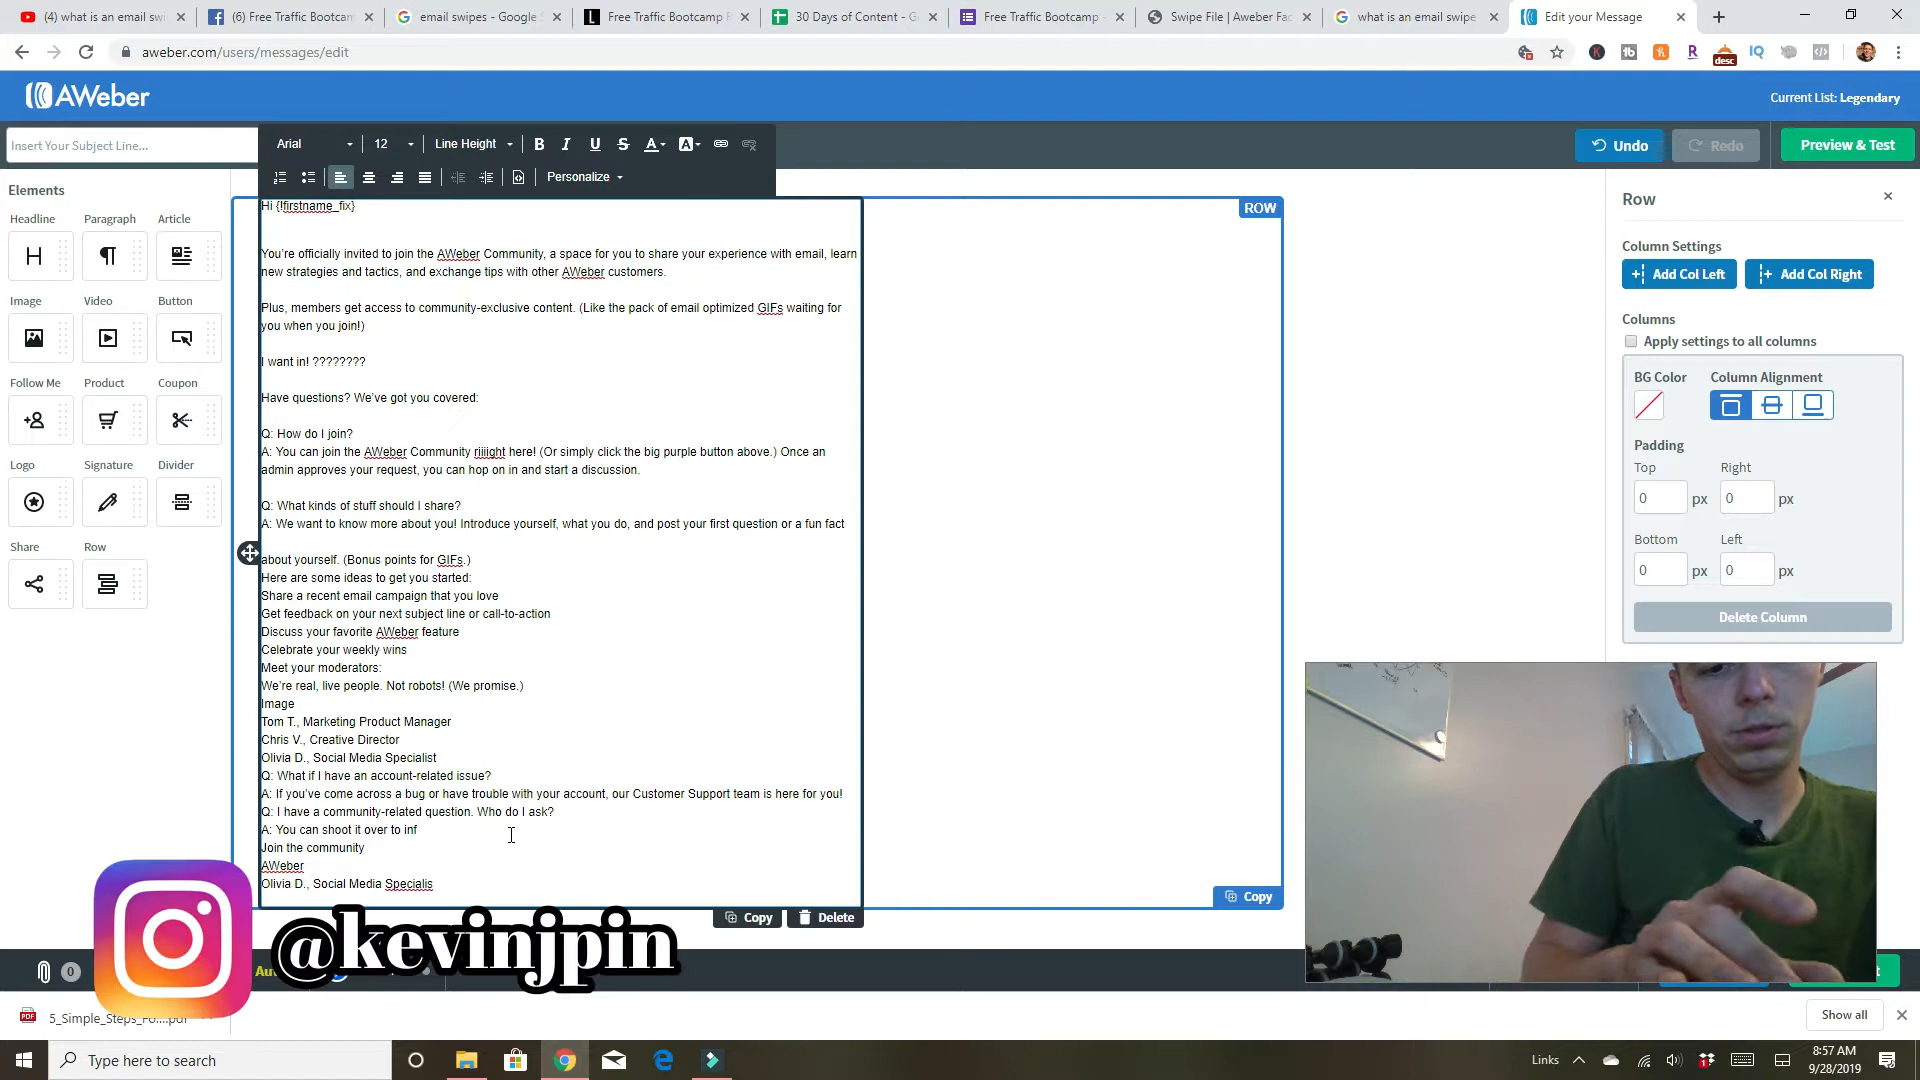 (4) what is an email swi
(6) Free Traffic Bootcam
email swipes - Google S
Free Traffic Bootcamp F
30 Days of Content - G
Free Traffic Bootcamp -
Swipe File | Aweber Fac
what is an email swipe
Edit your Message
aweber.com/users/messages/edit
desc
AWeber
Current List: Legendary
Insert Your Subject Line...
Arial
12
Line Height
Personalize
Undo
Redo
Preview & Test
Elements
Headline
Paragraph
Article
Image
Video
Button
Follow Me
Product
Coupon
Logo
Signature
Divider
Share
Row
ROW
Hi {!firstname_fix}
You're officially invited to join the AWeber Community, a space for you to share your experience with email, learn
new strategies and tactics, and exchange tips with other AWeber customers.
Plus, members get access to community-exclusive content. (Like the pack of email optimized GIFs waiting for
you when you join!)
I want in! ????????
Have questions? We've got you covered:
Q: How do I join?
A: You can join the AWeber Community riiiight here! (Or simply click the big purple button above.) Once an
admin approves your request, you can hop on in and start a discussion.
Q: What kinds of stuff should I share?
A: We want to know more about you! Introduce yourself, what you do, and post your first question or a fun fact
about yourself. (Bonus points for GIFs.)
Here are some ideas to get you started:
Share a recent email campaign that you love
Get feedback on your next subject line or call-to-action
Discuss your favorite AWeber feature
Celebrate your weekly wins
Meet your moderators:
We're real, live people. Not robots! (We promise.)
Image
Tom T., Marketing Product Manager
Chris V., Creative Director
Olivia D., Social Media Specialist
Q: What if I have an account-related issue?
A: If you've come across a bug or have trouble with your account, our Customer Support team is here for you!
Q: I have a community-related question. Who do I ask?
A: You can shoot it over to inf
Join the community
AWeber
Olivia D., Social Media Specialis
Copy
Copy
Delete
Row
Column Settings
Add Col Left
Add Col Right
Columns
Apply settings to all columns
BG Color
Column Alignment
Padding
Top
Right
0 px
0 px
Bottom
Left
0 px
0 px
Delete Column
@kevinjpin
0
Au
5_Simple_Steps_Fo....pdf
Show all
Type here to search
Links
8:57 AM
9/28/2019